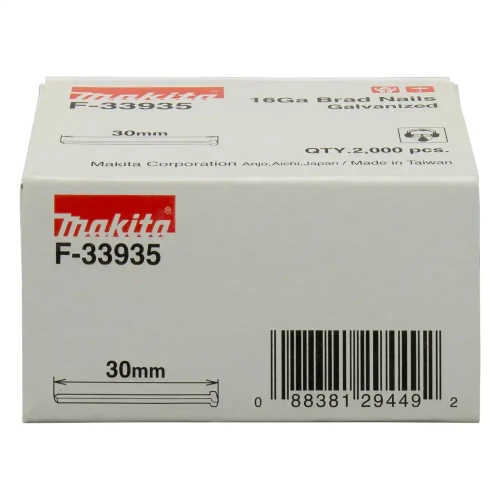 Makita®
F-33935
16Ga Brad Nails
Galvanized
30mm
QTY.2,000 pcs.
Makita Corporation Anjo,Aichi,Japan / Made in Taiwan
Makita®
F-33935
30mm
0 88381 29449 2